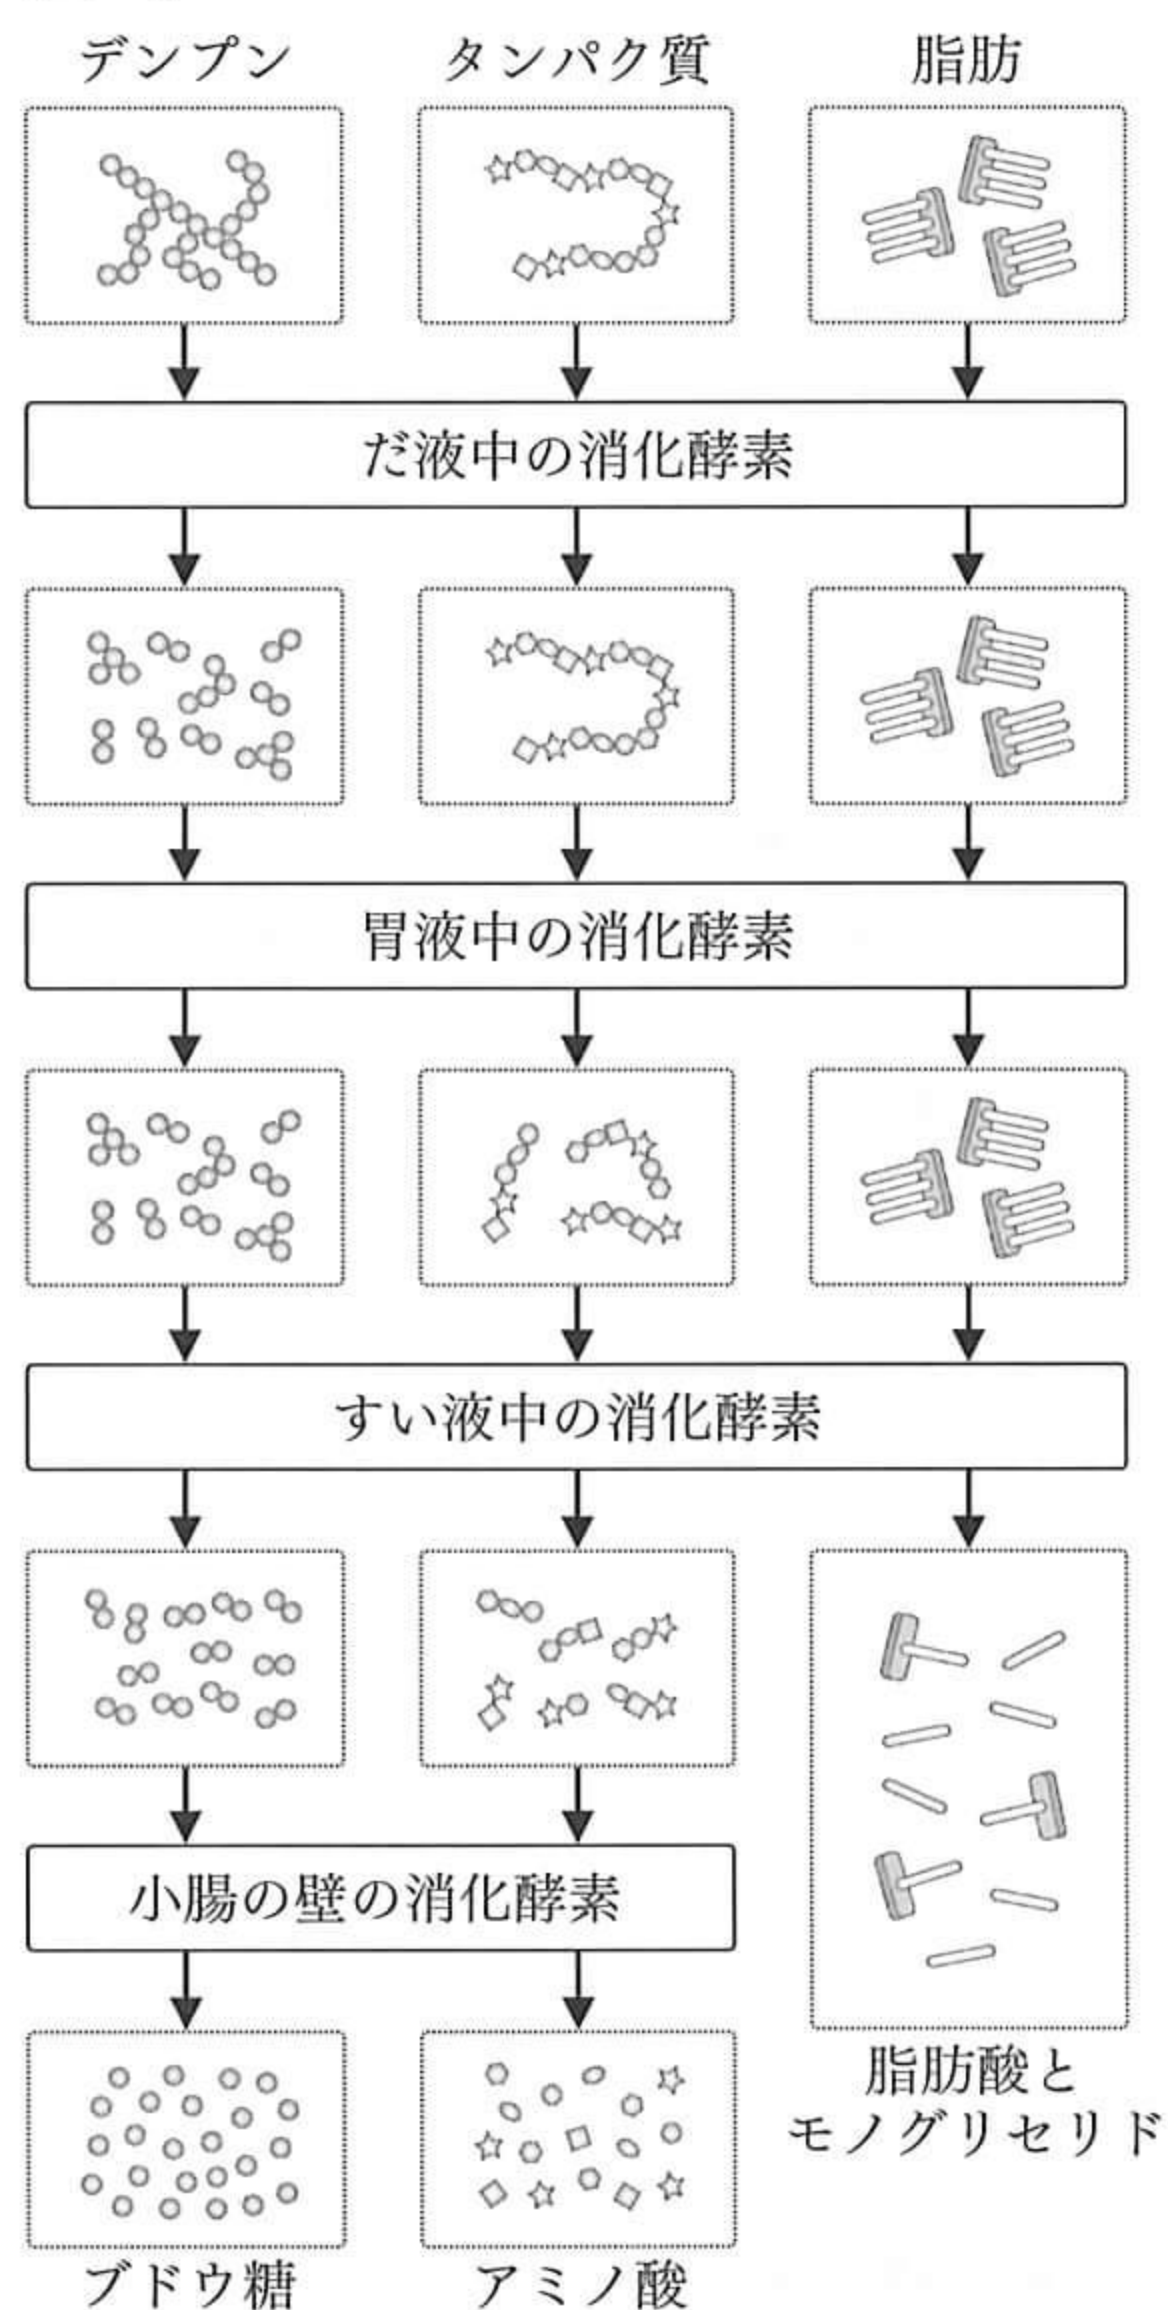 デンプン
タンパク質
脂肪
だ液中の消化酵素
胃液中の消化酵素
すい液中の消化酵素
小腸の壁の消化酵素
脂肪酸と
モノグリセリド
ブドウ糖
アミノ酸